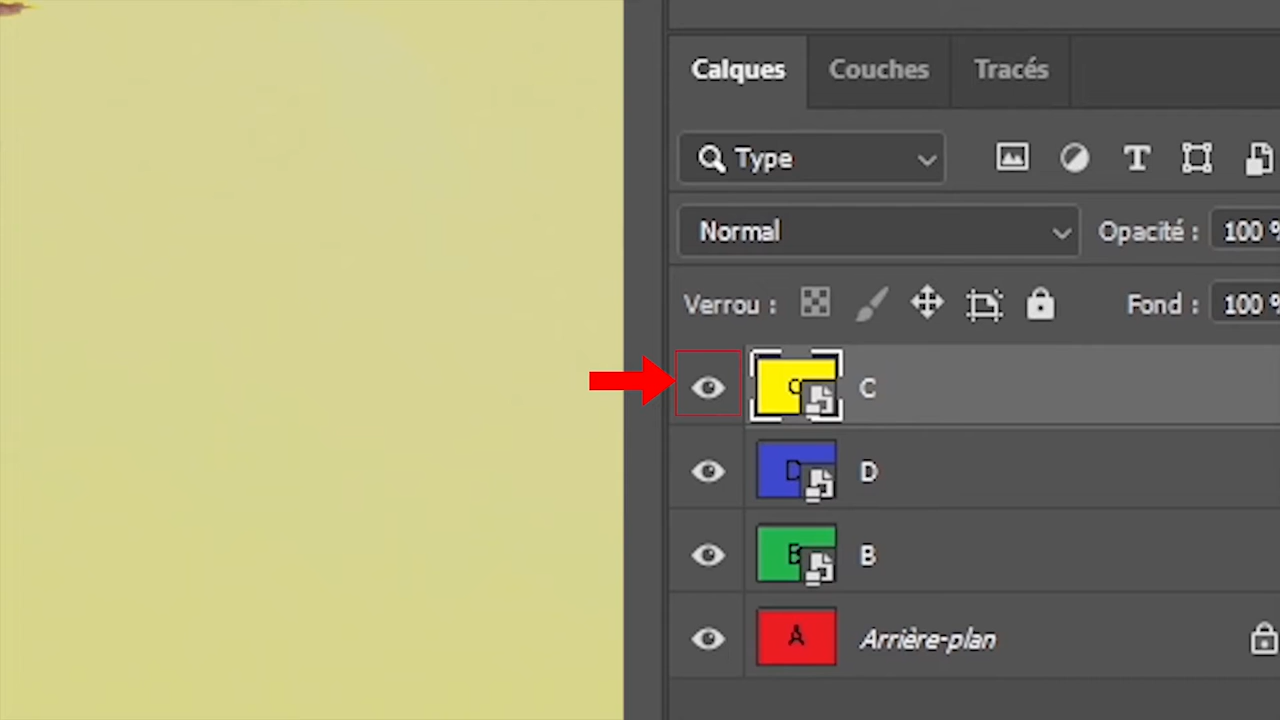 Calques Couches Tracés
Type
Normal Opacité : 100 %
Verrou : Fond : 100 %
C C
D D
B B
A Arrière-plan